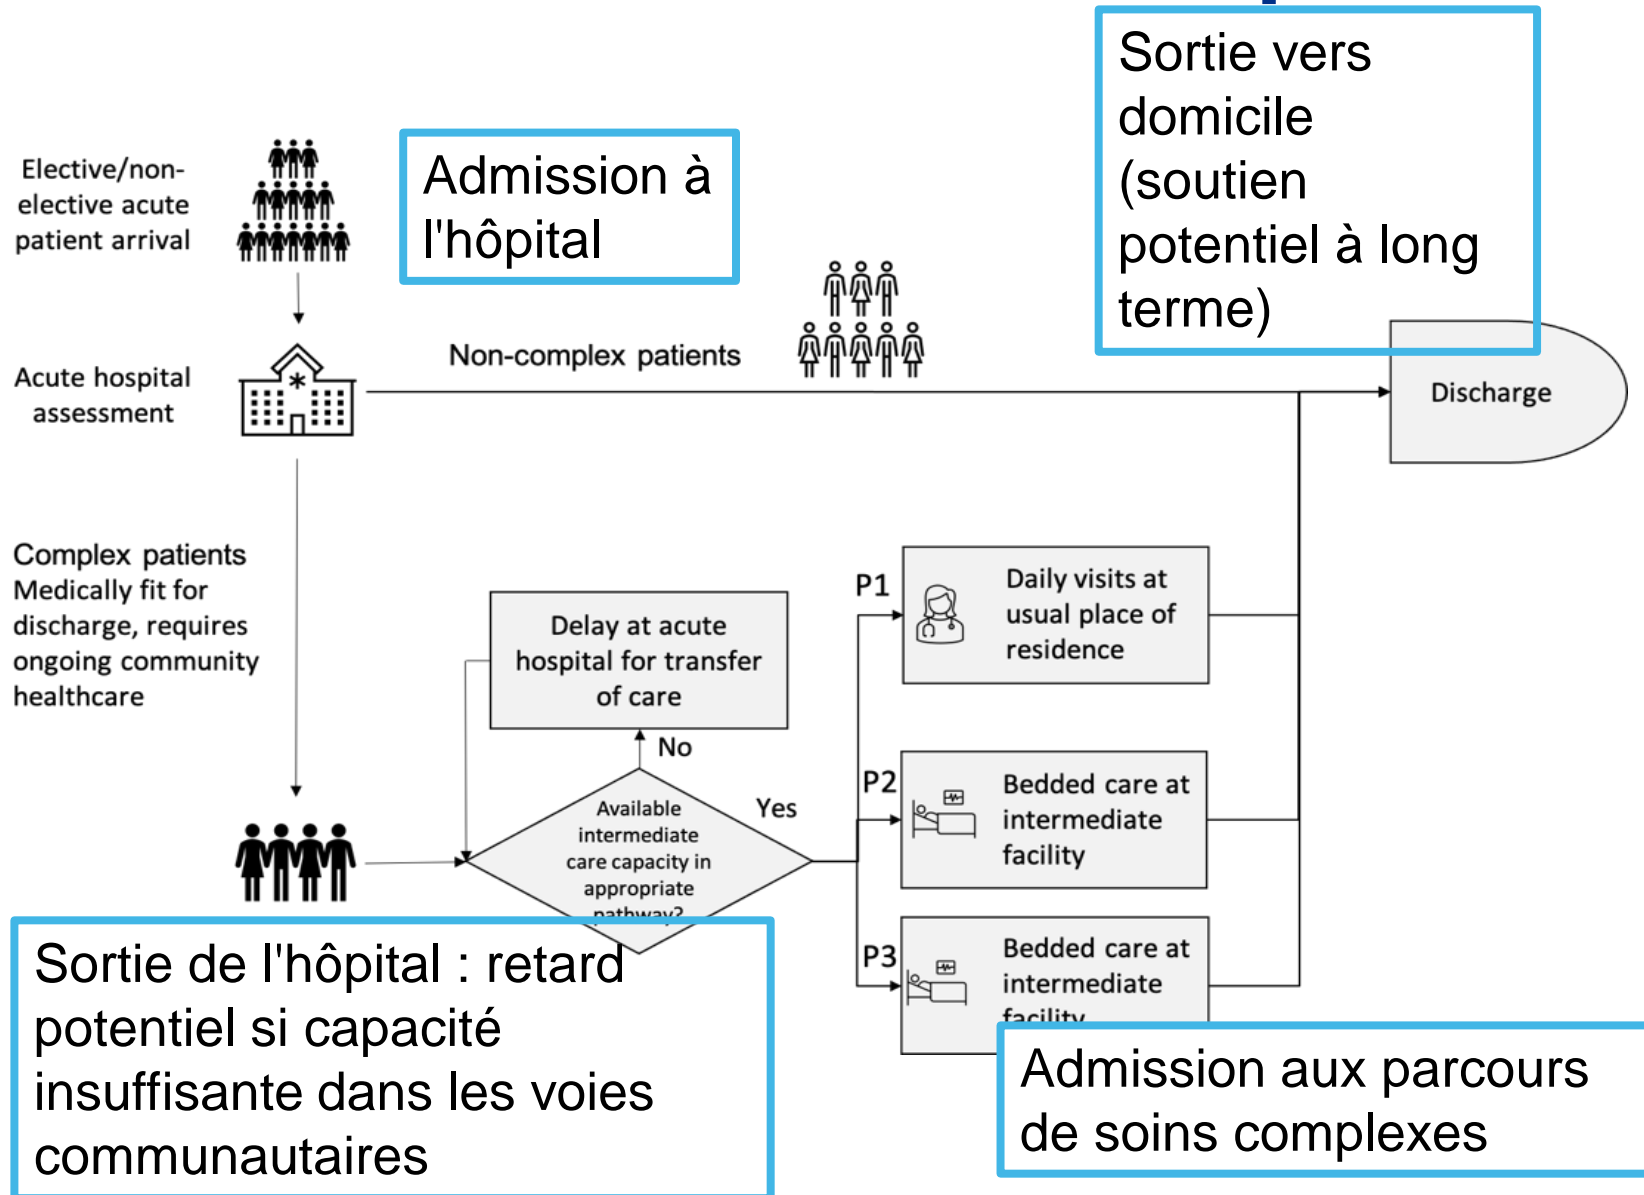 Sortie vers
domicile
(soutien
potentiel à long
terme)
Elective/non-
elective acute
patient arrival
Admission à
l'hôpital
Non-complex patients
Acute hospital
assessment
Discharge
Complex patients
Medically fit for
discharge, requires
ongoing community
healthcare
Delay at acute
hospital for transfer
of care
No
Available
intermediate
care capacity in
appropriate
pathway?
Yes
P1
Daily visits at
usual place of
residence
P2
Bedded care at
intermediate
facility
P3
Bedded care at
intermediate
facility
Sortie de l'hôpital : retard
potentiel si capacité
insuffisante dans les voies
communautaires
Admission aux parcours
de soins complexes